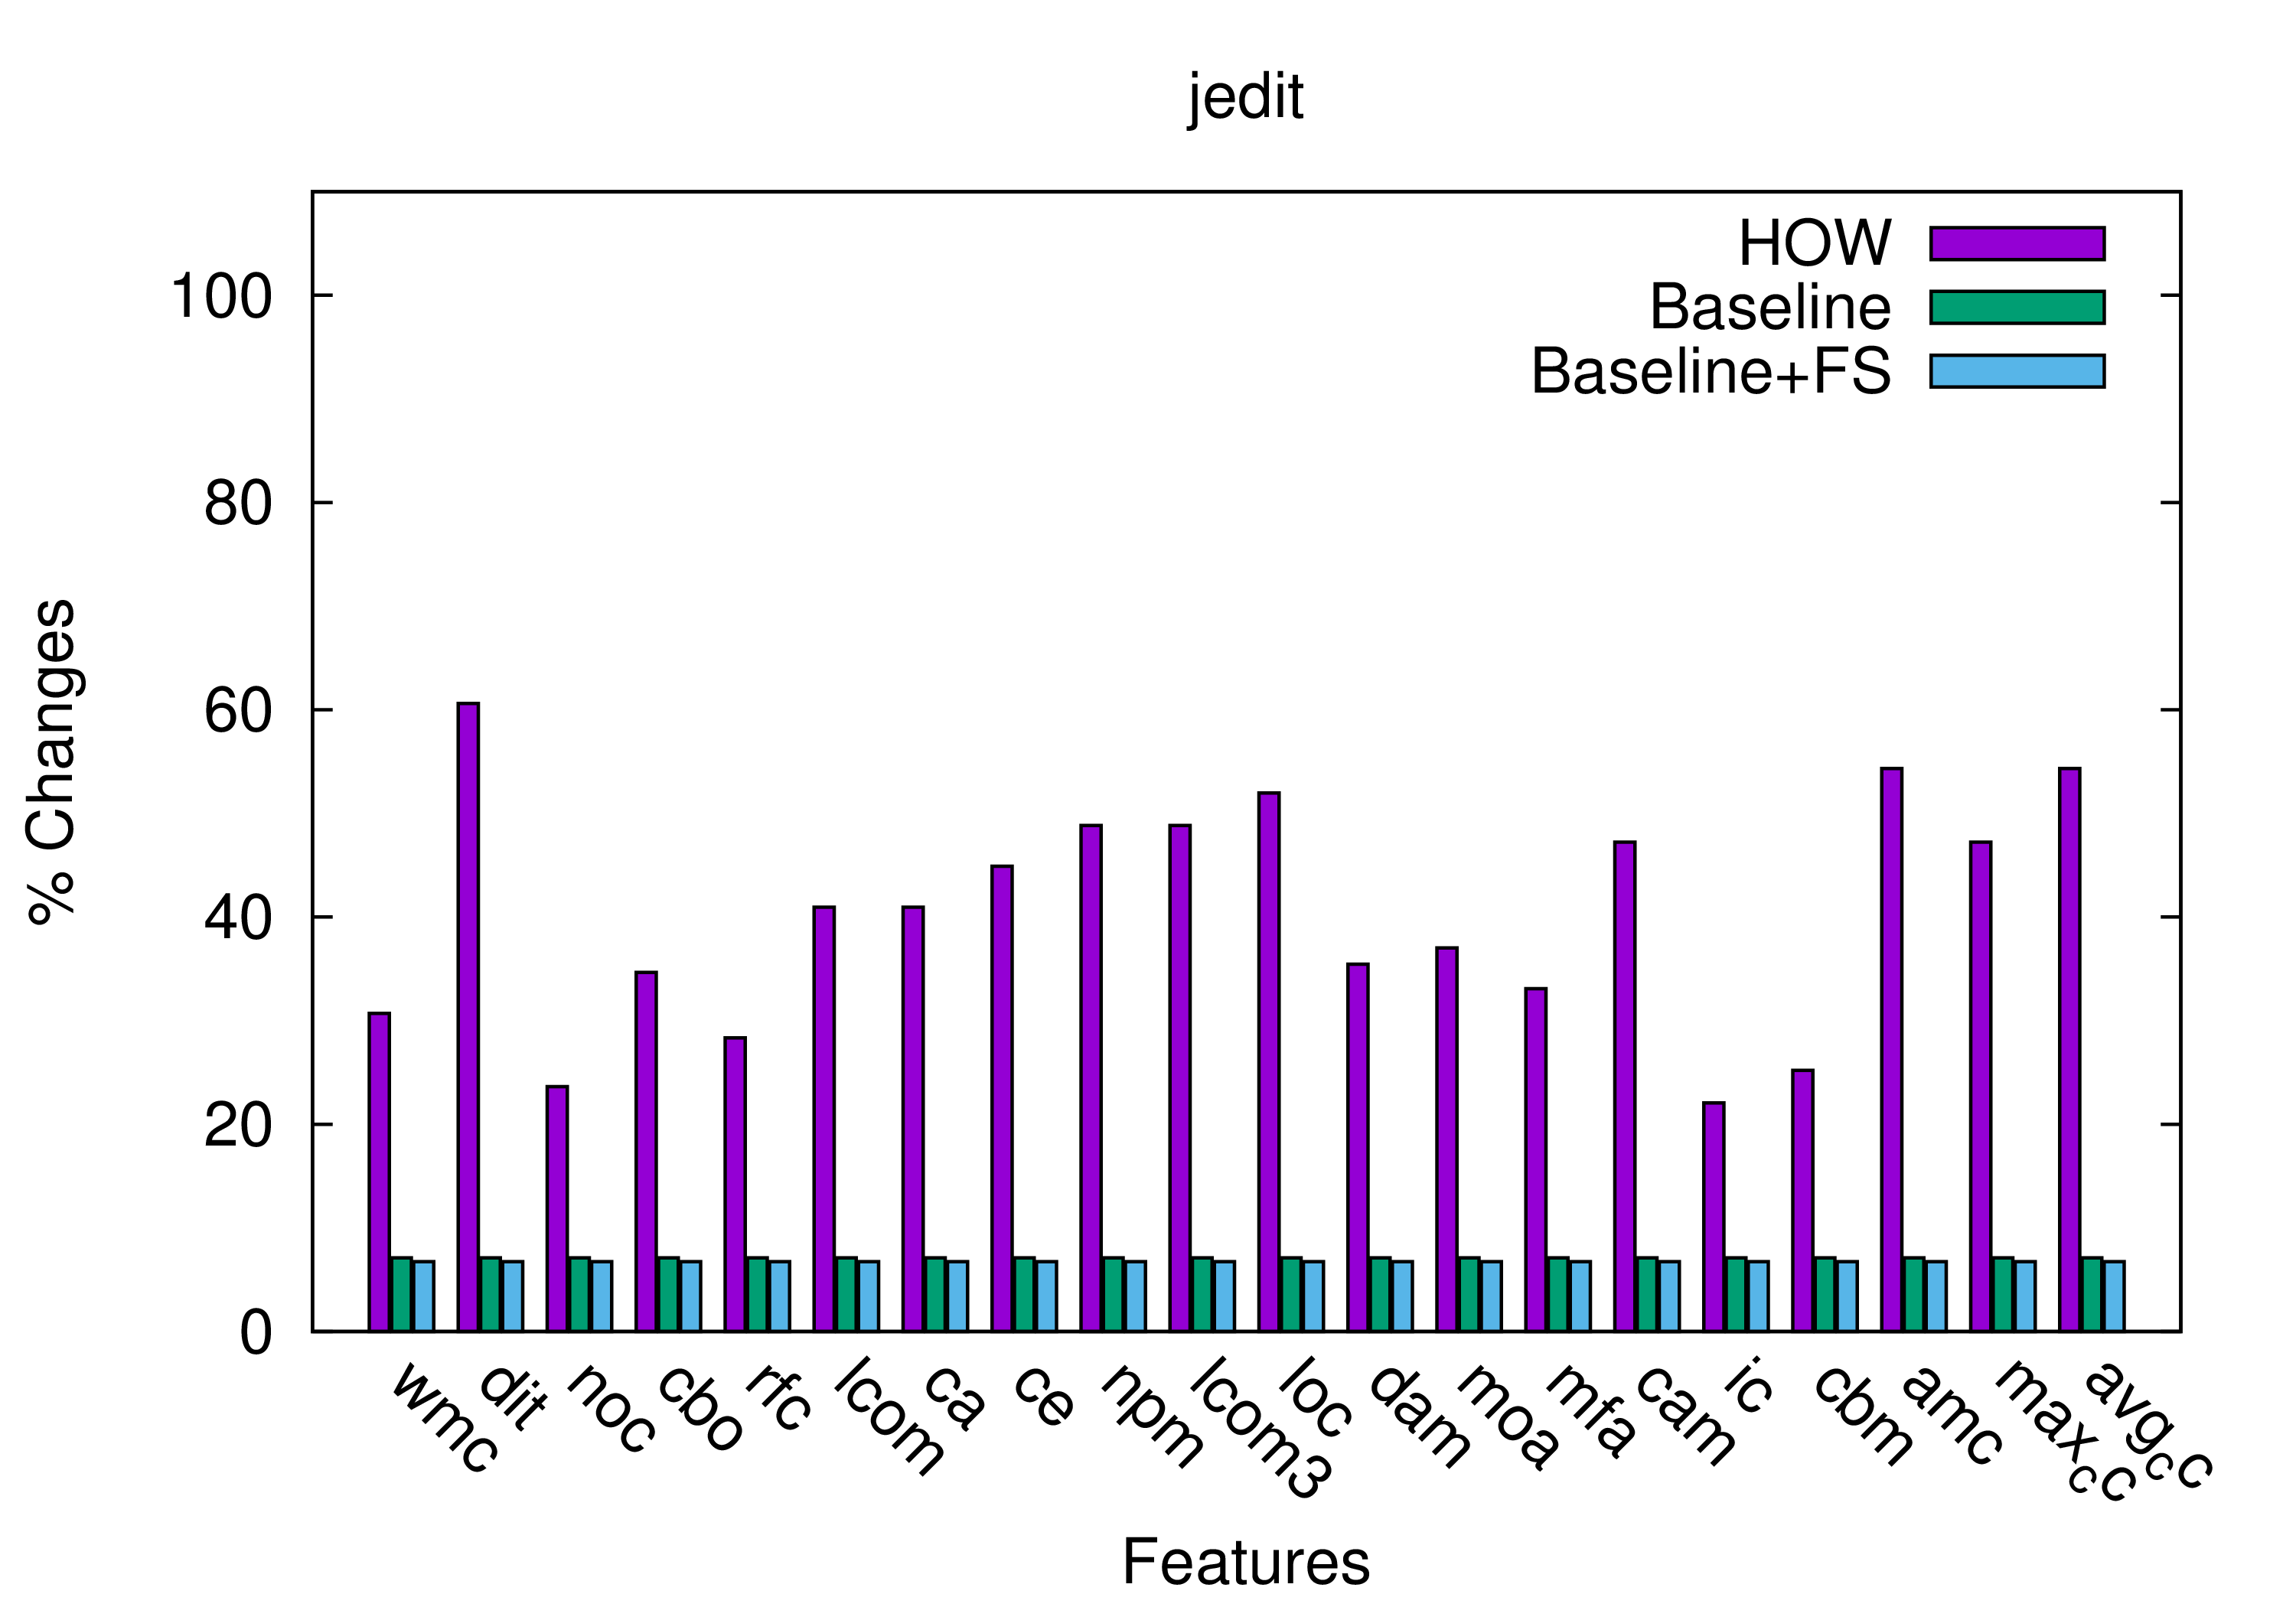 jedit
HOW
Baseline
Baseline+FS
100
80
60
40
20
0
% Changes
wmc
dit
noc
cbo
rfc
lcom
ca
ce
npm
lcom3
loc
dam
moa
mfa
cam
ic
cbm
amc
max_cc
avg_cc
Features